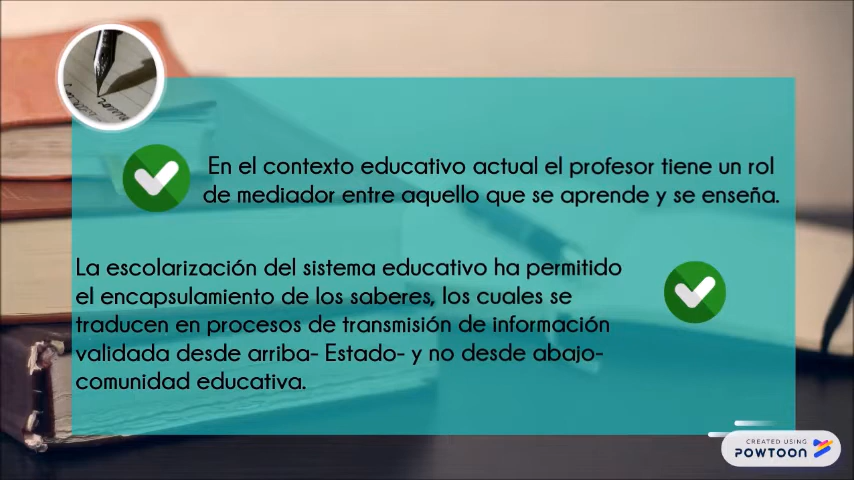 En el contexto educativo actual el profesor tiene un rol
de mediador entre aquello que se aprende y se enseña.
La escolarización del sistema educativo ha permitido
el encapsulamiento de los saberes, los cuales se
traducen en procesos de transmisión de información
validada desde arriba- Estado- y no desde abajo-
comunidad educativa.
CREATED USING
POWTOON